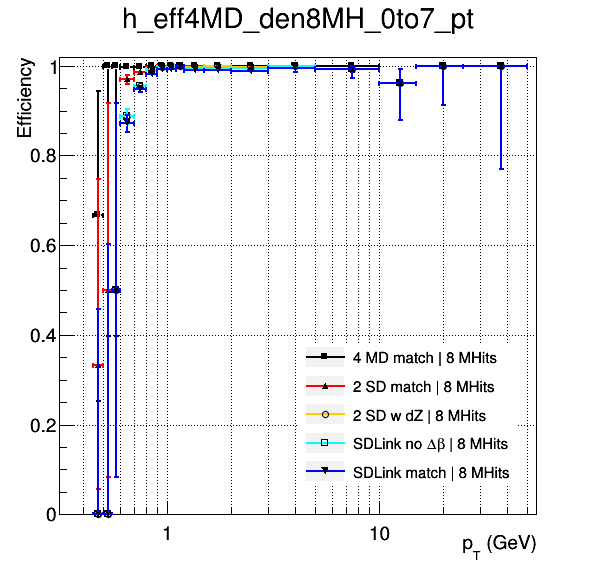 h_eff4MD_den8MH_0to7_pt
Efficiency
1
0.8
0.6
0.4
0.2
0
4 MD match | 8 MHits
2 SD match | 8 MHits
2 SD w dZ | 8 MHits
SDLink no Δβ | 8 MHits
SDLink match | 8 MHits
1
10
p_T (GeV)